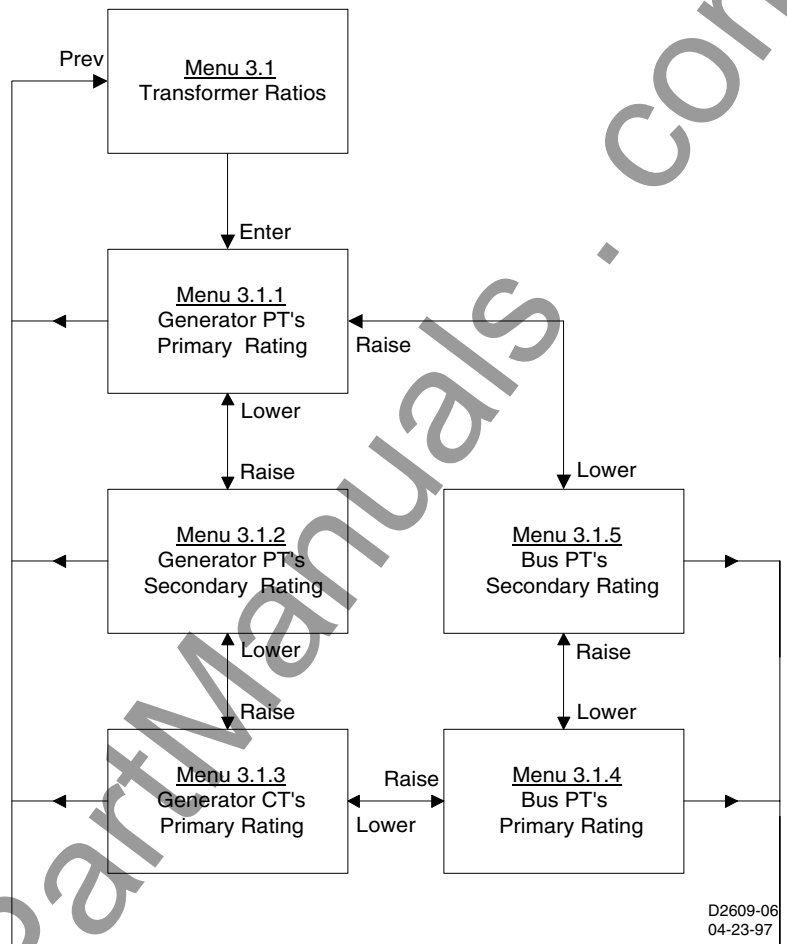 Prev
Menu 3.1
Transformer Ratios
Enter
Menu 3.1.1
Generator PT's
Primary Rating
Raise
Lower
Raise
Lower
Menu 3.1.2
Generator PT's
Secondary Rating
Menu 3.1.5
Bus PT's
Secondary Rating
Lower
Raise
Raise
Lower
Menu 3.1.3
Generator CT's
Primary Rating
Raise
Lower
Menu 3.1.4
Bus PT's
Primary Rating
D2609-06
04-23-97
PartManuals . com